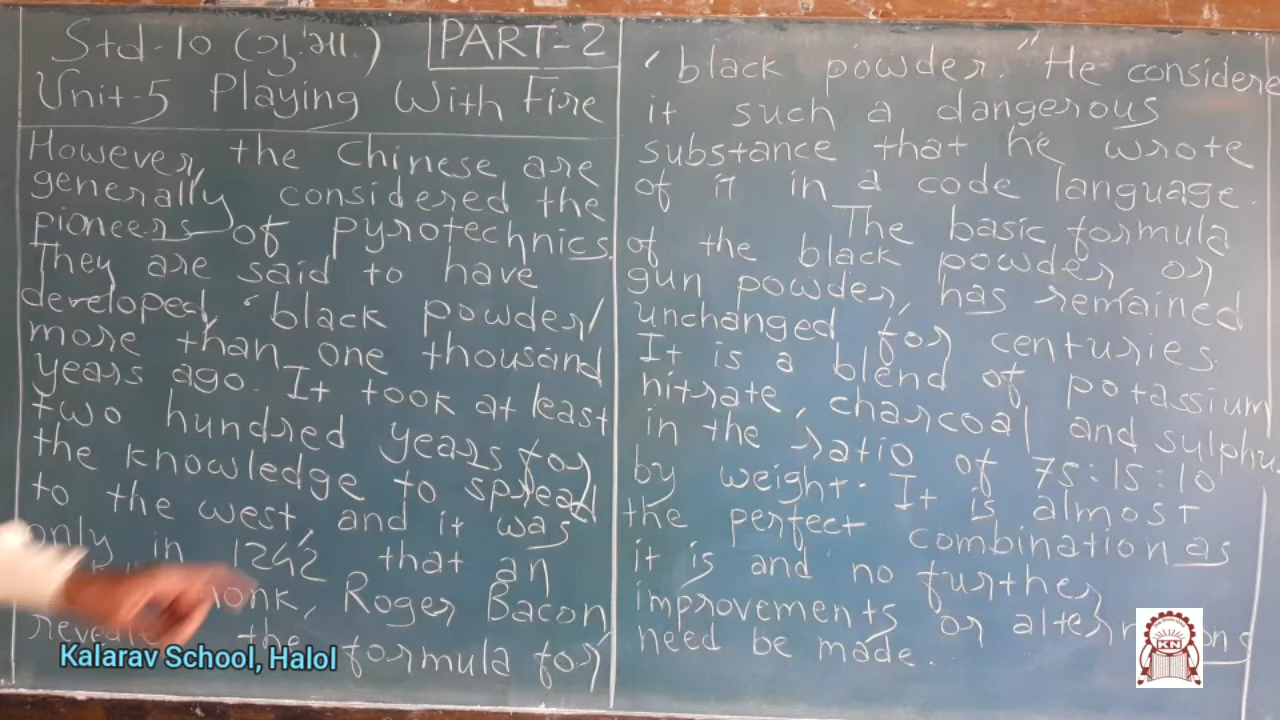 Std-10 (ગુ.મા.) PART-2
Unit-5 Playing With Fire
However, the Chinese are
generally considered the
pioneers of pyrotechnics.
They are said to have
developed, 'black powder'
more than one thousand
years ago. It took at least
two hundred years for
the knowledge to spread
to the west, and it was
only in 1242 that an
monk, Roger Bacon
reveale the formula for
'black powder." He considere
it such a dangerous
substance that he wrote
of it in a code language.
The basic formula
of the black powder, or
gun powder, has remained
unchanged for centuries.
It is a blend of potassium
nitrate, charcoal and sulphu
in the ratio of 75:15:10
by weight. It is almost
the perfect combination as
it is and no further
improvements or alter ons
need be made.
Kalarav School, Halol
KN